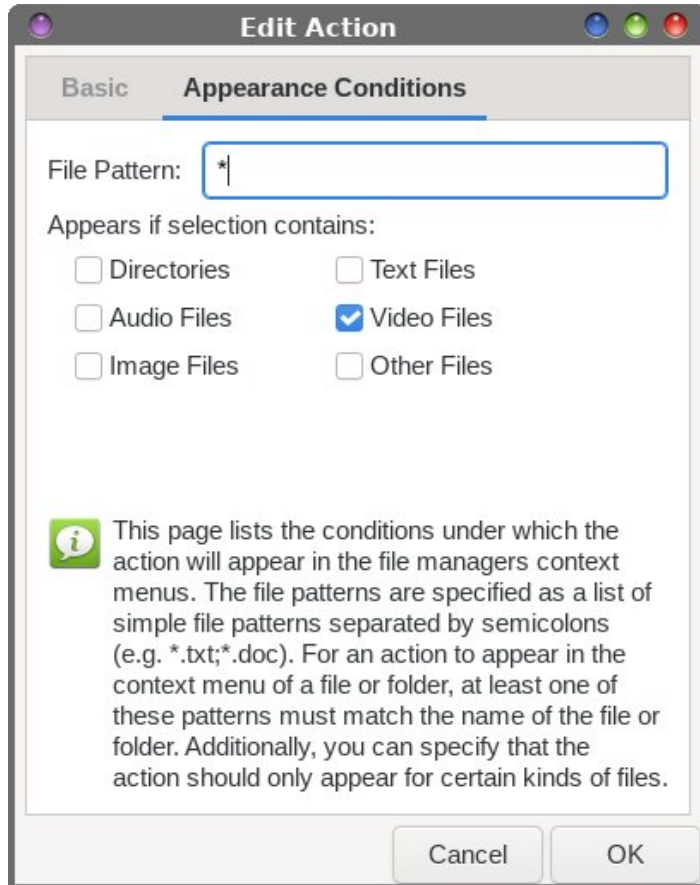 Edit Action
Basic Appearance Conditions
File Pattern: *
Appears if selection contains:
Directories Text Files
Audio Files Video Files
Image Files Other Files
This page lists the conditions under which the
action will appear in the file managers context
menus. The file patterns are specified as a list of
simple file patterns separated by semicolons
(e.g. *.txt;*.doc). For an action to appear in the
context menu of a file or folder, at least one of
these patterns must match the name of the file or
folder. Additionally, you can specify that the
action should only appear for certain kinds of files.
Cancel OK